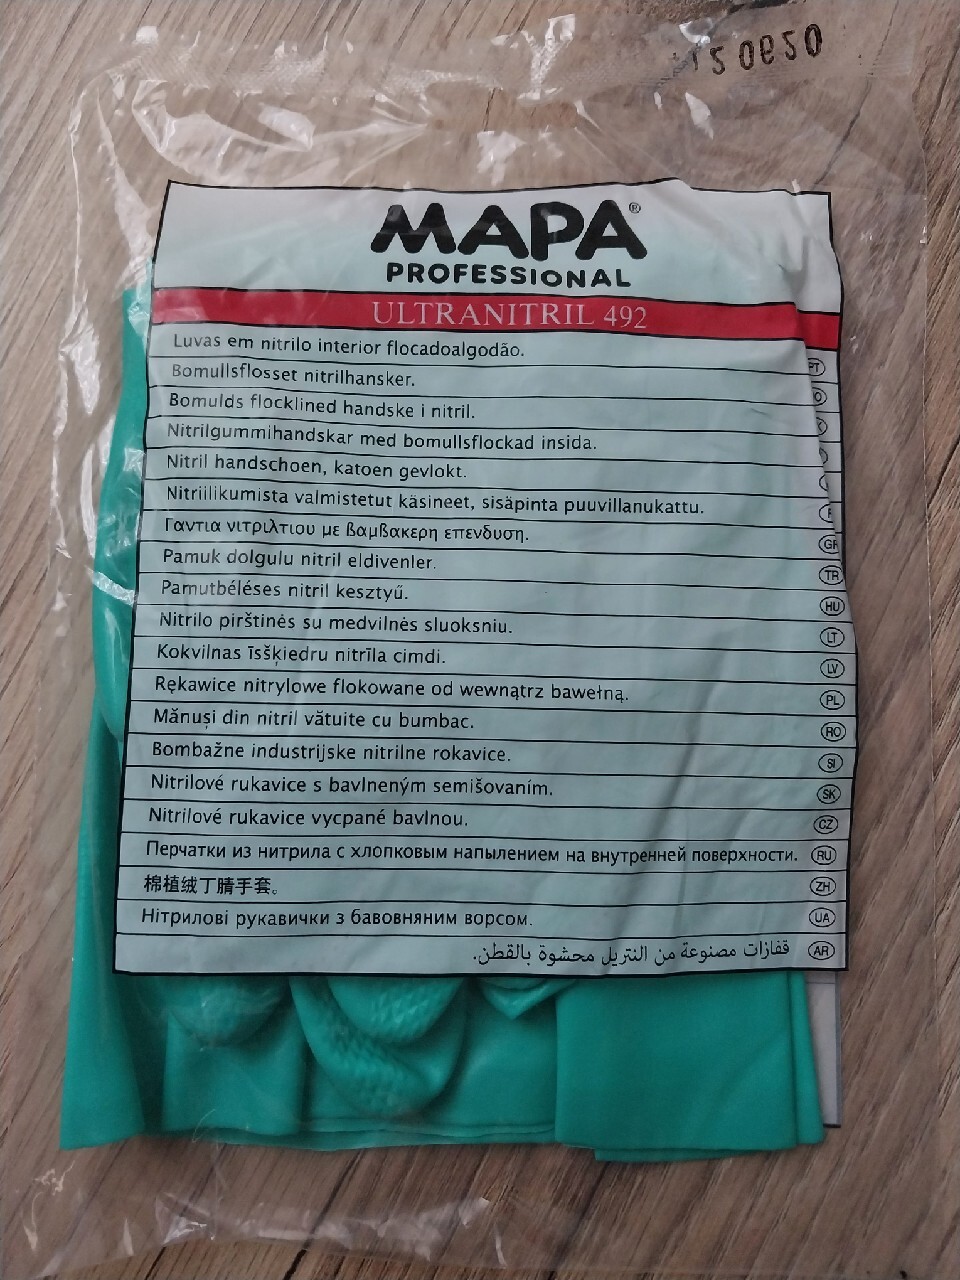 120620
MAPA®
PROFESSIONAL
ULTRANITRIL 492
Luvas em nitrilo interior flocadoalgodão. PT
Bomullsflosset nitrilhansker.
Bomulds flocklined handske i nitril.
Nitrilgummihandskar med bomullsflockad insida.
Nitril handschoen, katoen gevlokt.
Nitriilikumista valmistetut käsineet, sisäpinta puuvillanukattu.
Γαντια νιτριλτιου με βαμβακερη επενδυση. GR
Pamuk dolgulu nitril eldivenler. TR
Pamutbéléses nitril kesztyű. HU
Nitrilo pirštinės su medvilnės sluoksniu. LT
Kokvilnas īsšķiedru nitrīla cimdi. LV
Rękawice nitrylowe flokowane od wewnątrz bawełną. PL
Mănuși din nitril vătuite cu bumbac. RO
Bombažne industrijske nitrilne rokavice. SI
Nitrilové rukavice s bavlneným semišovaním. SK
Nitrilové rukavice vycpané bavlnou. CZ
Перчатки из нитрила с хлопковым напылением на внутренней поверхности. RU
棉植绒丁腈手套。 ZH
Нітрилові рукавички з бавовняним ворсом. UA
قفازات مصنوعة من النتريل محشوة بالقطن. AR